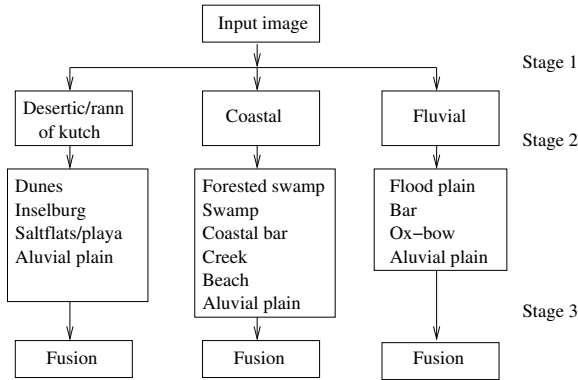 Input image
Stage 1
Desertic/rann
of kutch
Coastal
Fluvial
Stage 2
Dunes
Inselburg
Saltflats/playa
Aluvial plain
Forested swamp
Swamp
Coastal bar
Creek
Beach
Aluvial plain
Flood plain
Bar
Ox-bow
Aluvial plain
Stage 3
Fusion
Fusion
Fusion